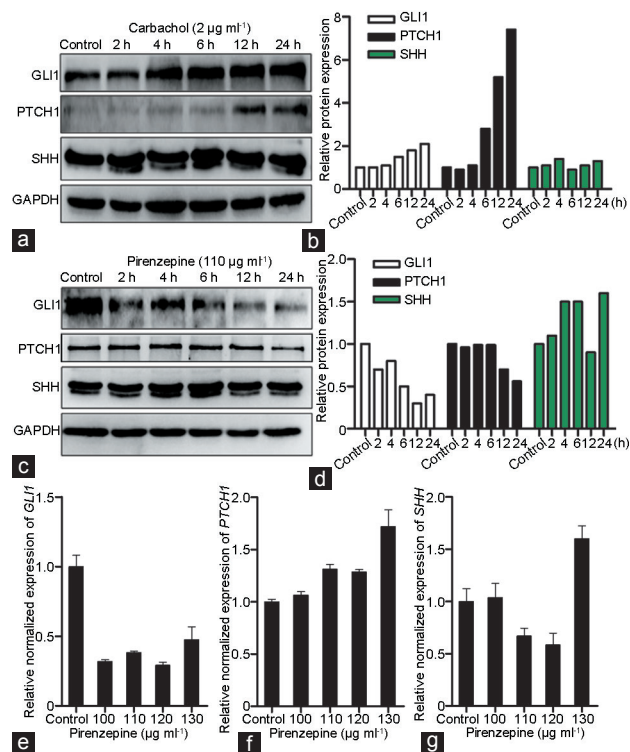 Carbachol (2 µg ml-1)
Control 2 h 4 h 6 h 12 h 24 h
GLI1
PTCH1
SHH
GAPDH
a
Relative protein expression
8
6
4
2
0
GLI1
PTCH1
SHH
Control 2 4 6 12 24 Control 2 4 6 12 24 Control 2 4 6 12 24 (h)
b
Pirenzepine (110 µg ml-1)
Control 2 h 4 h 6 h 12 h 24 h
GLI1
PTCH1
SHH
GAPDH
c
Relative protein expression
2.0
1.5
1.0
0.5
0
GLI1
PTCH1
SHH
Control 2 4 6 12 24 Control 2 4 6 12 24 Control 2 4 6 12 24 (h)
d
Relative normalized expression of GLI1
1.5
1.0
0.5
0
Control 100 110 120 130
Pirenzepine (µg ml-1)
e
Relative normalized expression of PTCH1
2.0
1.5
1.0
0.5
0
Control 100 110 120 130
Pirenzepine (µg ml-1)
f
Relative normalized expression of SHH
2.0
1.5
1.0
0.5
0
Control 100 110 120 130
Pirenzepine (µg ml-1)
g